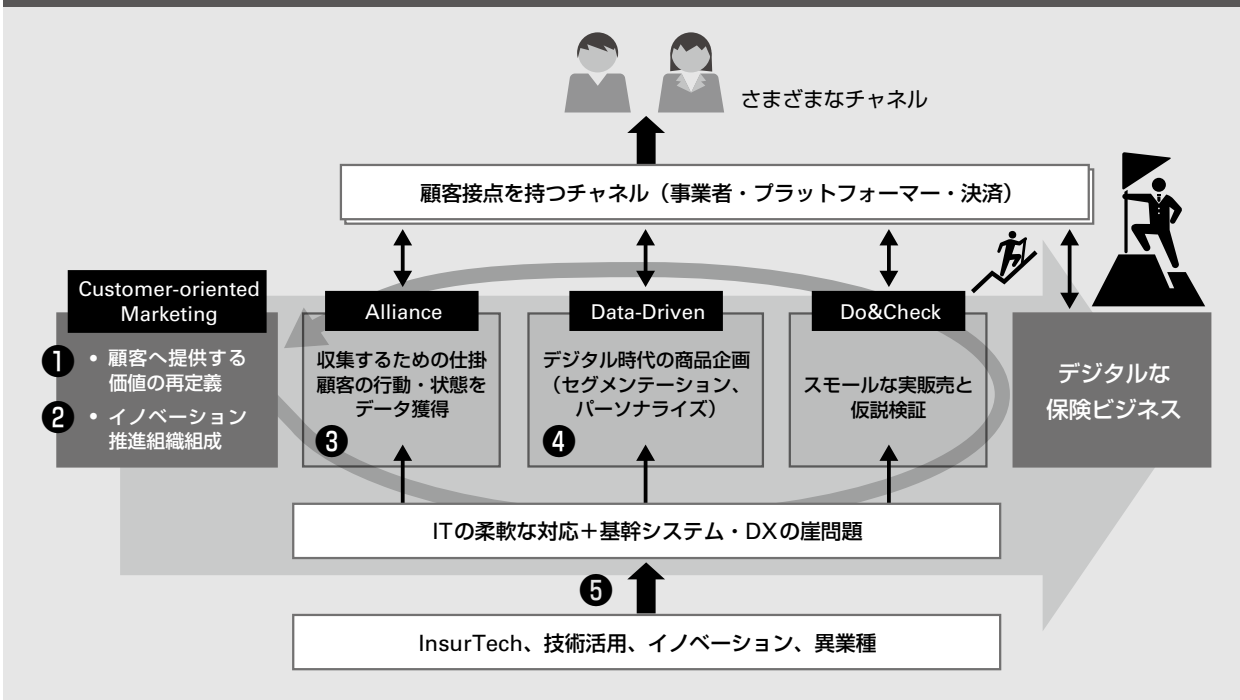 さまざまなチャネル
顧客接点を持つチャネル（事業者・プラットフォーマー・決済）
Customer-oriented
Marketing
❶ • 顧客へ提供する
価値の再定義
❷ • イノベーション
推進組織組成
Alliance
収集するための仕掛
顧客の行動・状態を
データ獲得
❸
Data-Driven
デジタル時代の商品企画
（セグメンテーション、
パーソナライズ）
❹
Do&Check
スモールな実販売と
仮説検証
デジタルな
保険ビジネス
ITの柔軟な対応＋基幹システム・DXの崖問題
❺
InsurTech、技術活用、イノベーション、異業種